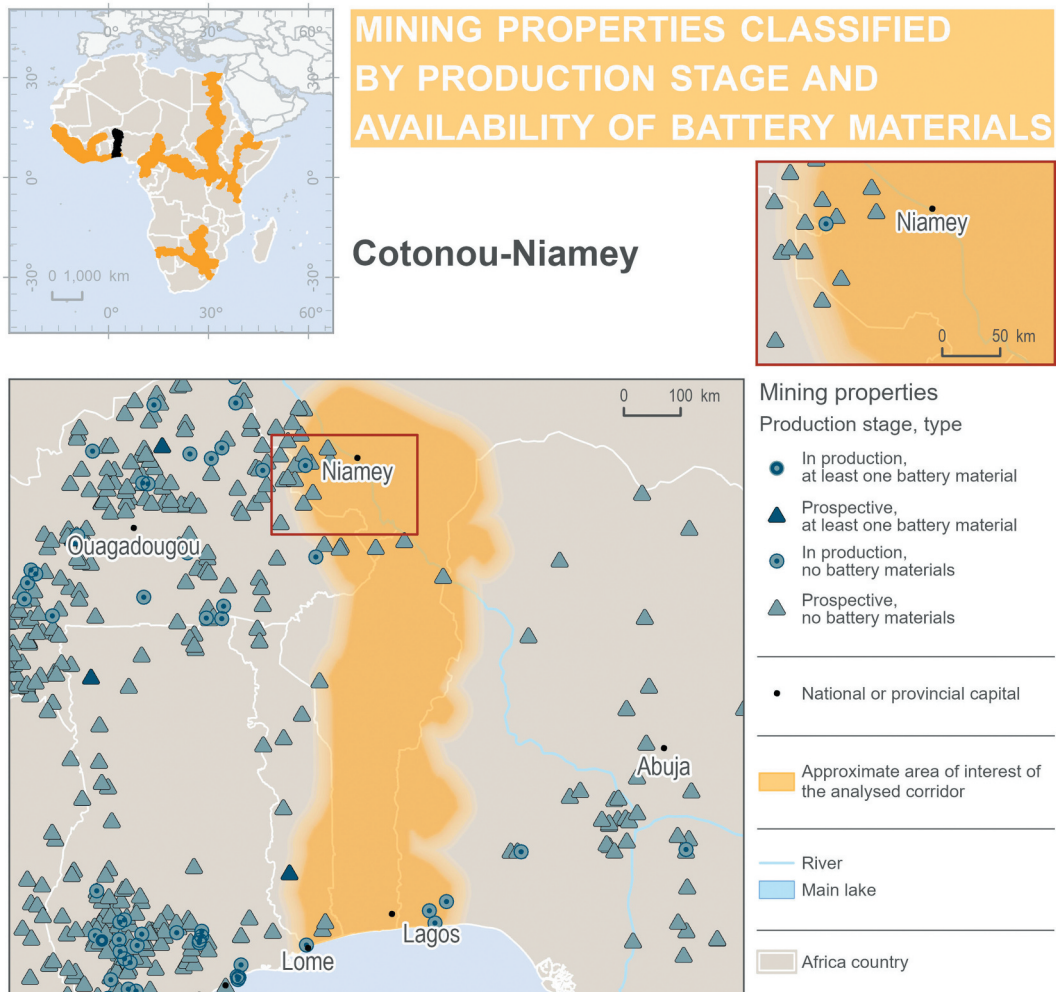 MINING PROPERTIES CLASSIFIED
BY PRODUCTION STAGE AND
AVAILABILITY OF BATTERY MATERIALS
0° 30° 60°
30° 30°
0° 0°
-30° -30°
0 1,000 km
0° 30° 60°
Cotonou-Niamey
Niamey
0 50 km
0 100 km
Niamey
Ouagadougou
Abuja
Lagos
Lome
Mining properties
Production stage, type
In production,
at least one battery material
Prospective,
at least one battery material
In production,
no battery materials
Prospective,
no battery materials
National or provincial capital
Approximate area of interest of
the analysed corridor
River
Main lake
Africa country